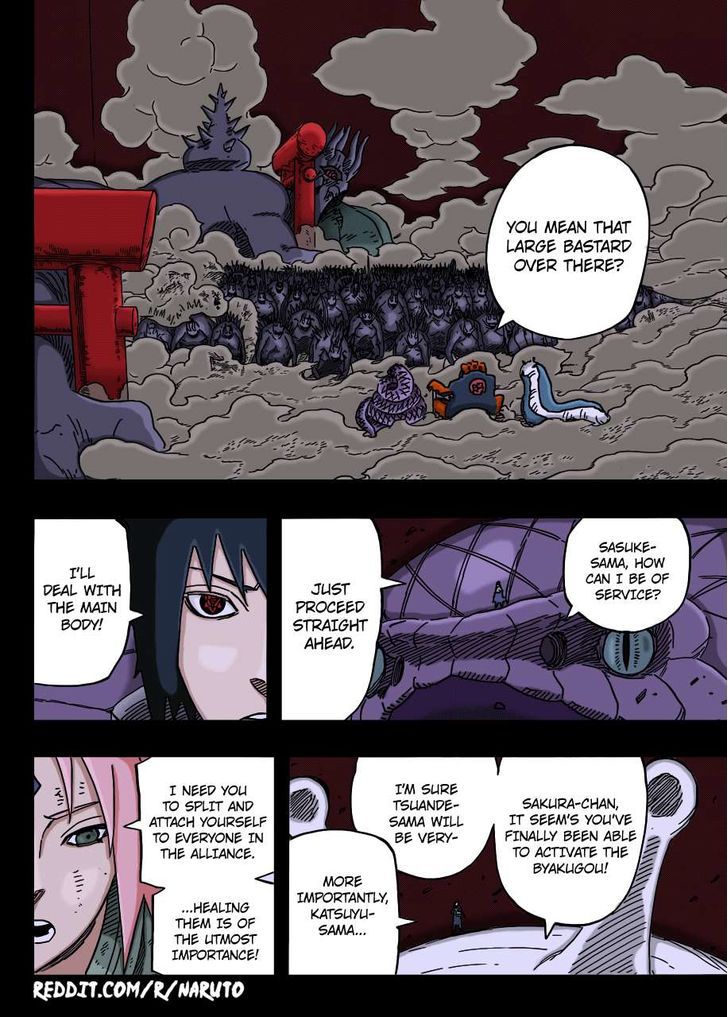 YOU MEAN THAT
LARGE BASTARD
OVER THERE?
SASUKE-
SAMA, HOW
CAN I BE OF
SERVICE?
JUST
PROCEED
STRAIGHT
AHEAD.
I'LL
DEAL WITH
THE MAIN
BODY!
SAKURA-CHAN,
IT SEEM'S YOU'VE
FINALLY BEEN ABLE
TO ACTIVATE THE
BYAKUGOU!
I'M SURE
TSUANDE-
SAMA WILL
BE VERY-
MORE
IMPORTANTLY,
KATSUYU-
SAMA...
I NEED YOU
TO SPLIT AND
ATTACH YOURSELF
TO EVERYONE IN
THE ALLIANCE.
...HEALING
THEM IS OF
THE UTMOST
IMPORTANCE!
REDDIT.COM/R/NARUTO